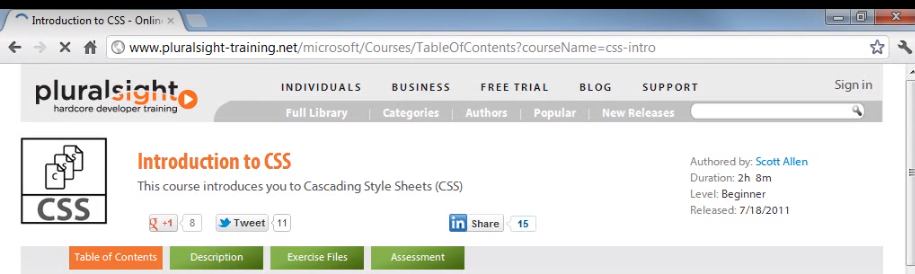 Introduction to CSS - Online
www.pluralsight-training.net/microsoft/Courses/TableOfContents?courseName=css-intro
pluralsight
hardcore developer training
INDIVIDUALS BUSINESS FREE TRIAL BLOG SUPPORT
Sign in
Full Library | Categories | Authors | Popular | New Releases
CSS
Introduction to CSS
This course introduces you to Cascading Style Sheets (CSS)
Authored by: Scott Allen
Duration: 2h 8m
Level: Beginner
Released: 7/18/2011
+1 8 Tweet 11 in Share 15
Table of Contents Description Exercise Files Assessment